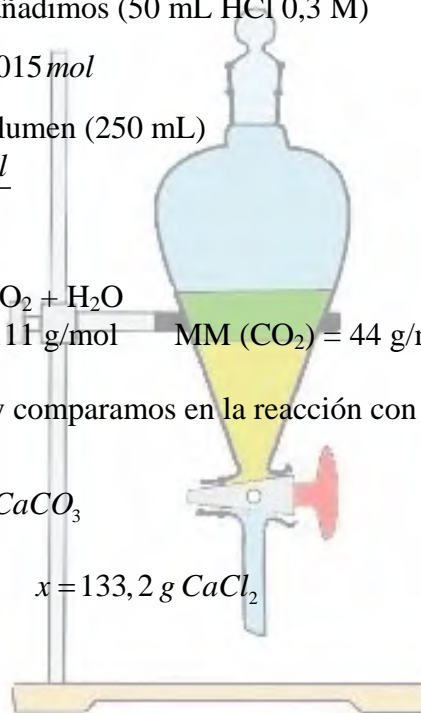 ñadimos (50 mL HCl 0,3 M)
015 mol
lumen (250 mL)
l
O₂ + H₂O
11 g/mol MM (CO₂) = 44 g/
y comparamos en la reacción con
CaCO₃
x = 133,2 g CaCl₂